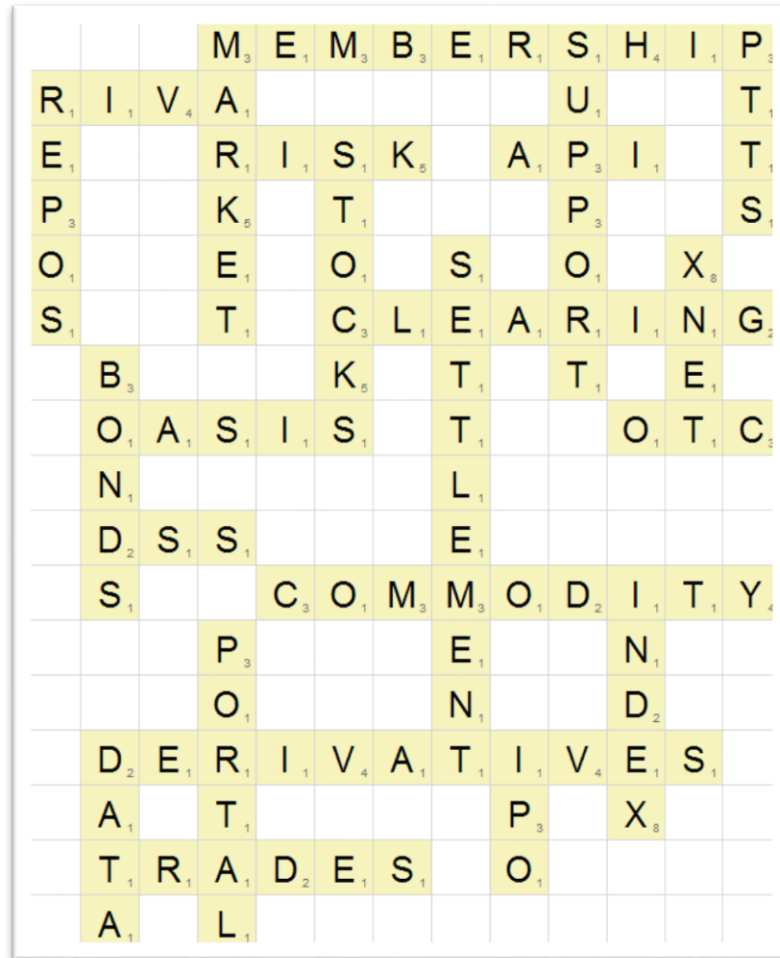 MEMBERSHIP
MARKET
SUPPORT
PTTS
RIVA
REPOS
RISK
STOCKS
API
SETTLEMENT
XNET
CLEARING
BONDS
OASIS
OTC
DSS
COMMODITY
INDEX
PORTAL
DERIVATIVES
DATA
IPO
TRADES